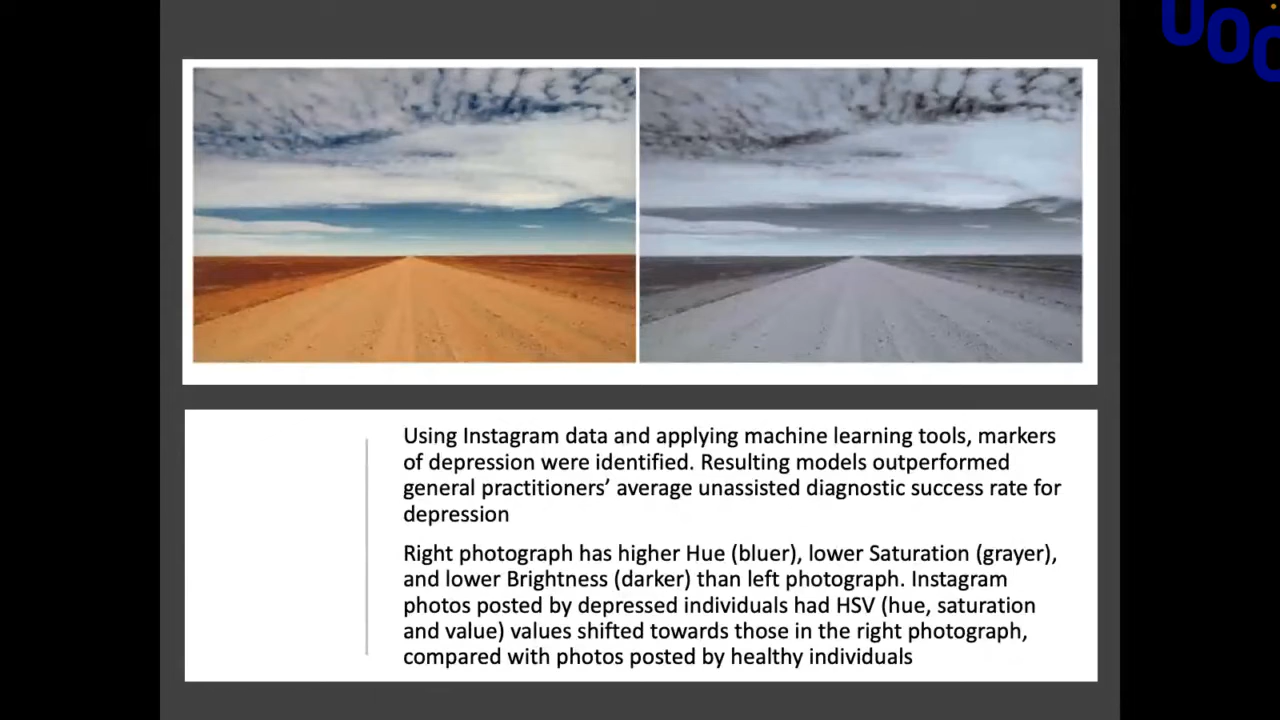 UOC
Using Instagram data and applying machine learning tools, markers
of depression were identified. Resulting models outperformed
general practitioners’ average unassisted diagnostic success rate for
depression
Right photograph has higher Hue (bluer), lower Saturation (grayer),
and lower Brightness (darker) than left photograph. Instagram
photos posted by depressed individuals had HSV (hue, saturation
and value) values shifted towards those in the right photograph,
compared with photos posted by healthy individuals